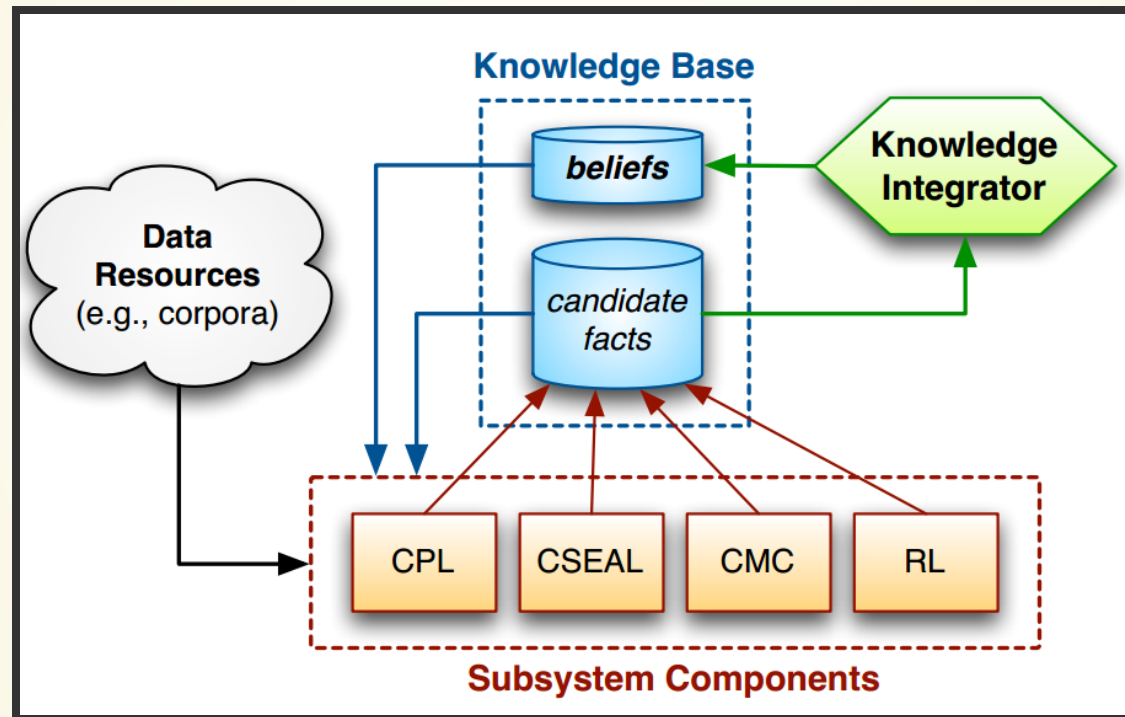 Knowledge Base
beliefs
Knowledge
Integrator
Data
Resources
(e.g., corpora)
candidate
facts
CPL
CSEAL
CMC
RL
Subsystem Components